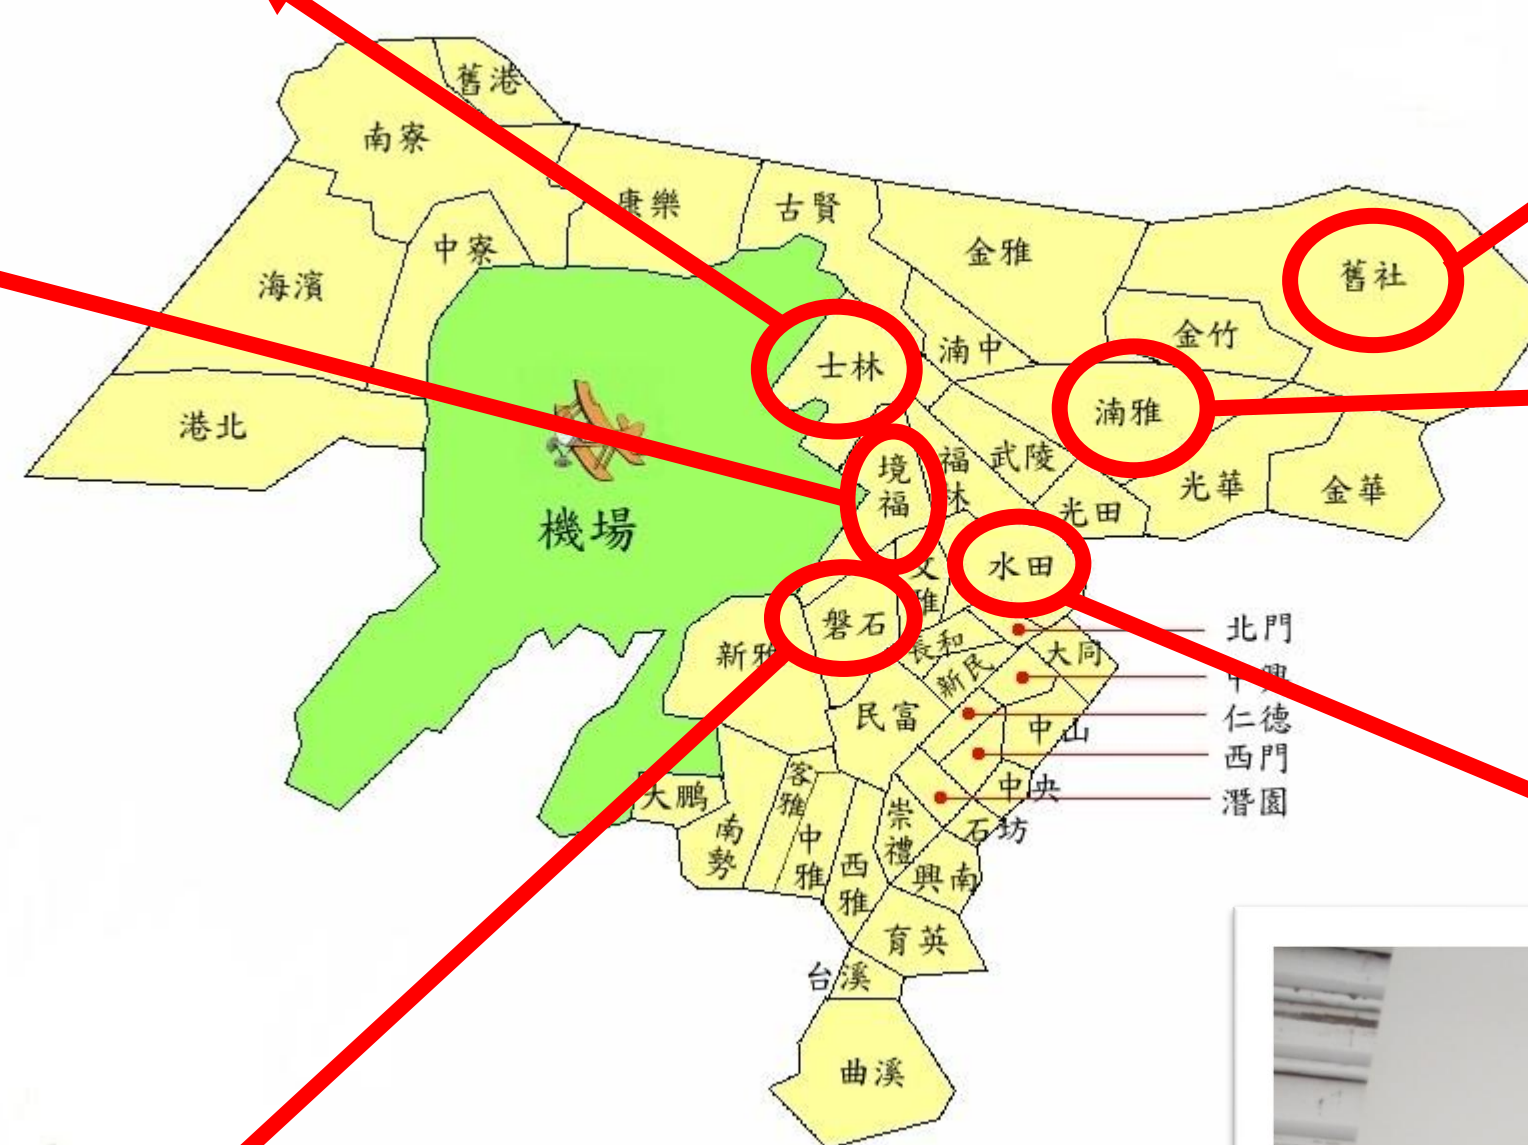 舊港
南寮
康樂
古賢
中寮
金雅
舊社
海濱
金竹
士林
湳中
湳雅
港北
境福
福林
武陵
光華
金華
光田
機場
水田
文雅
磐石
北門
新雅
長和
大同
新民
中興
民富
仁德
中山
西門
客雅
中央
大鵬
潛園
崇禮
石坊
南勢
中雅
西雅
興南
育英
台溪
曲溪